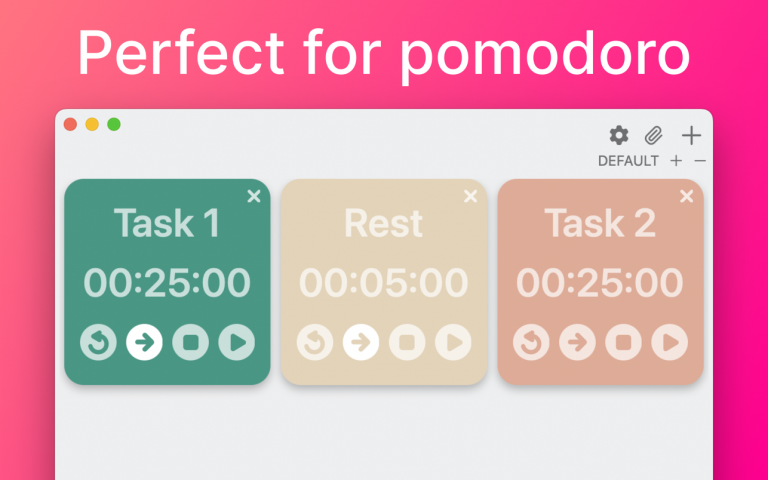 Perfect for pomodoro
DEFAULT + −
Task 1
00:25:00
Rest
00:05:00
Task 2
00:25:00